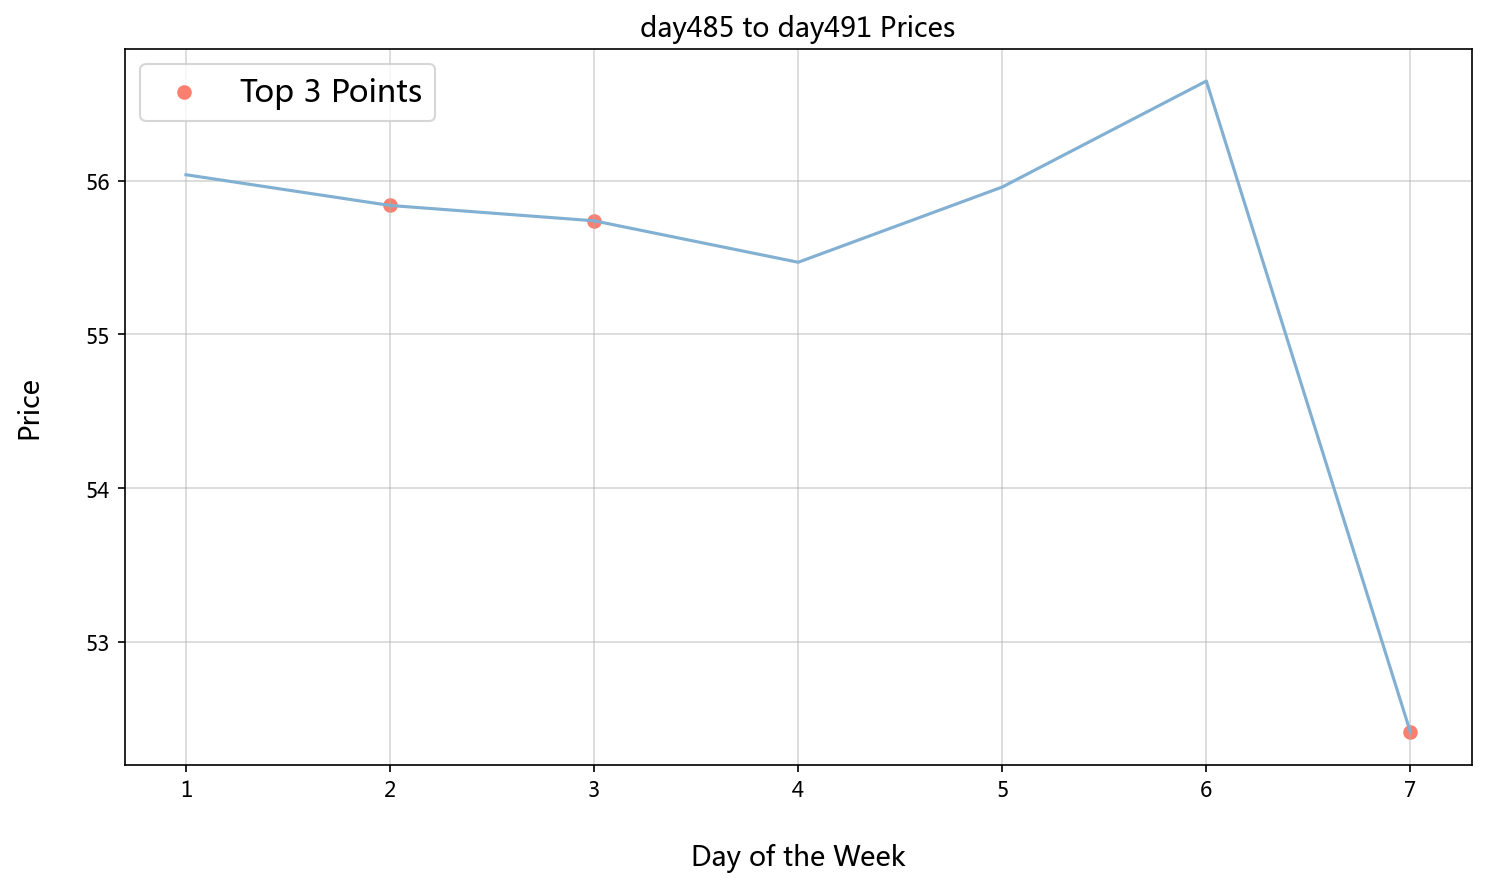 day485 to day491 Prices
Top 3 Points
56
55
54
53
Price
1 2 3 4 5 6 7
Day of the Week